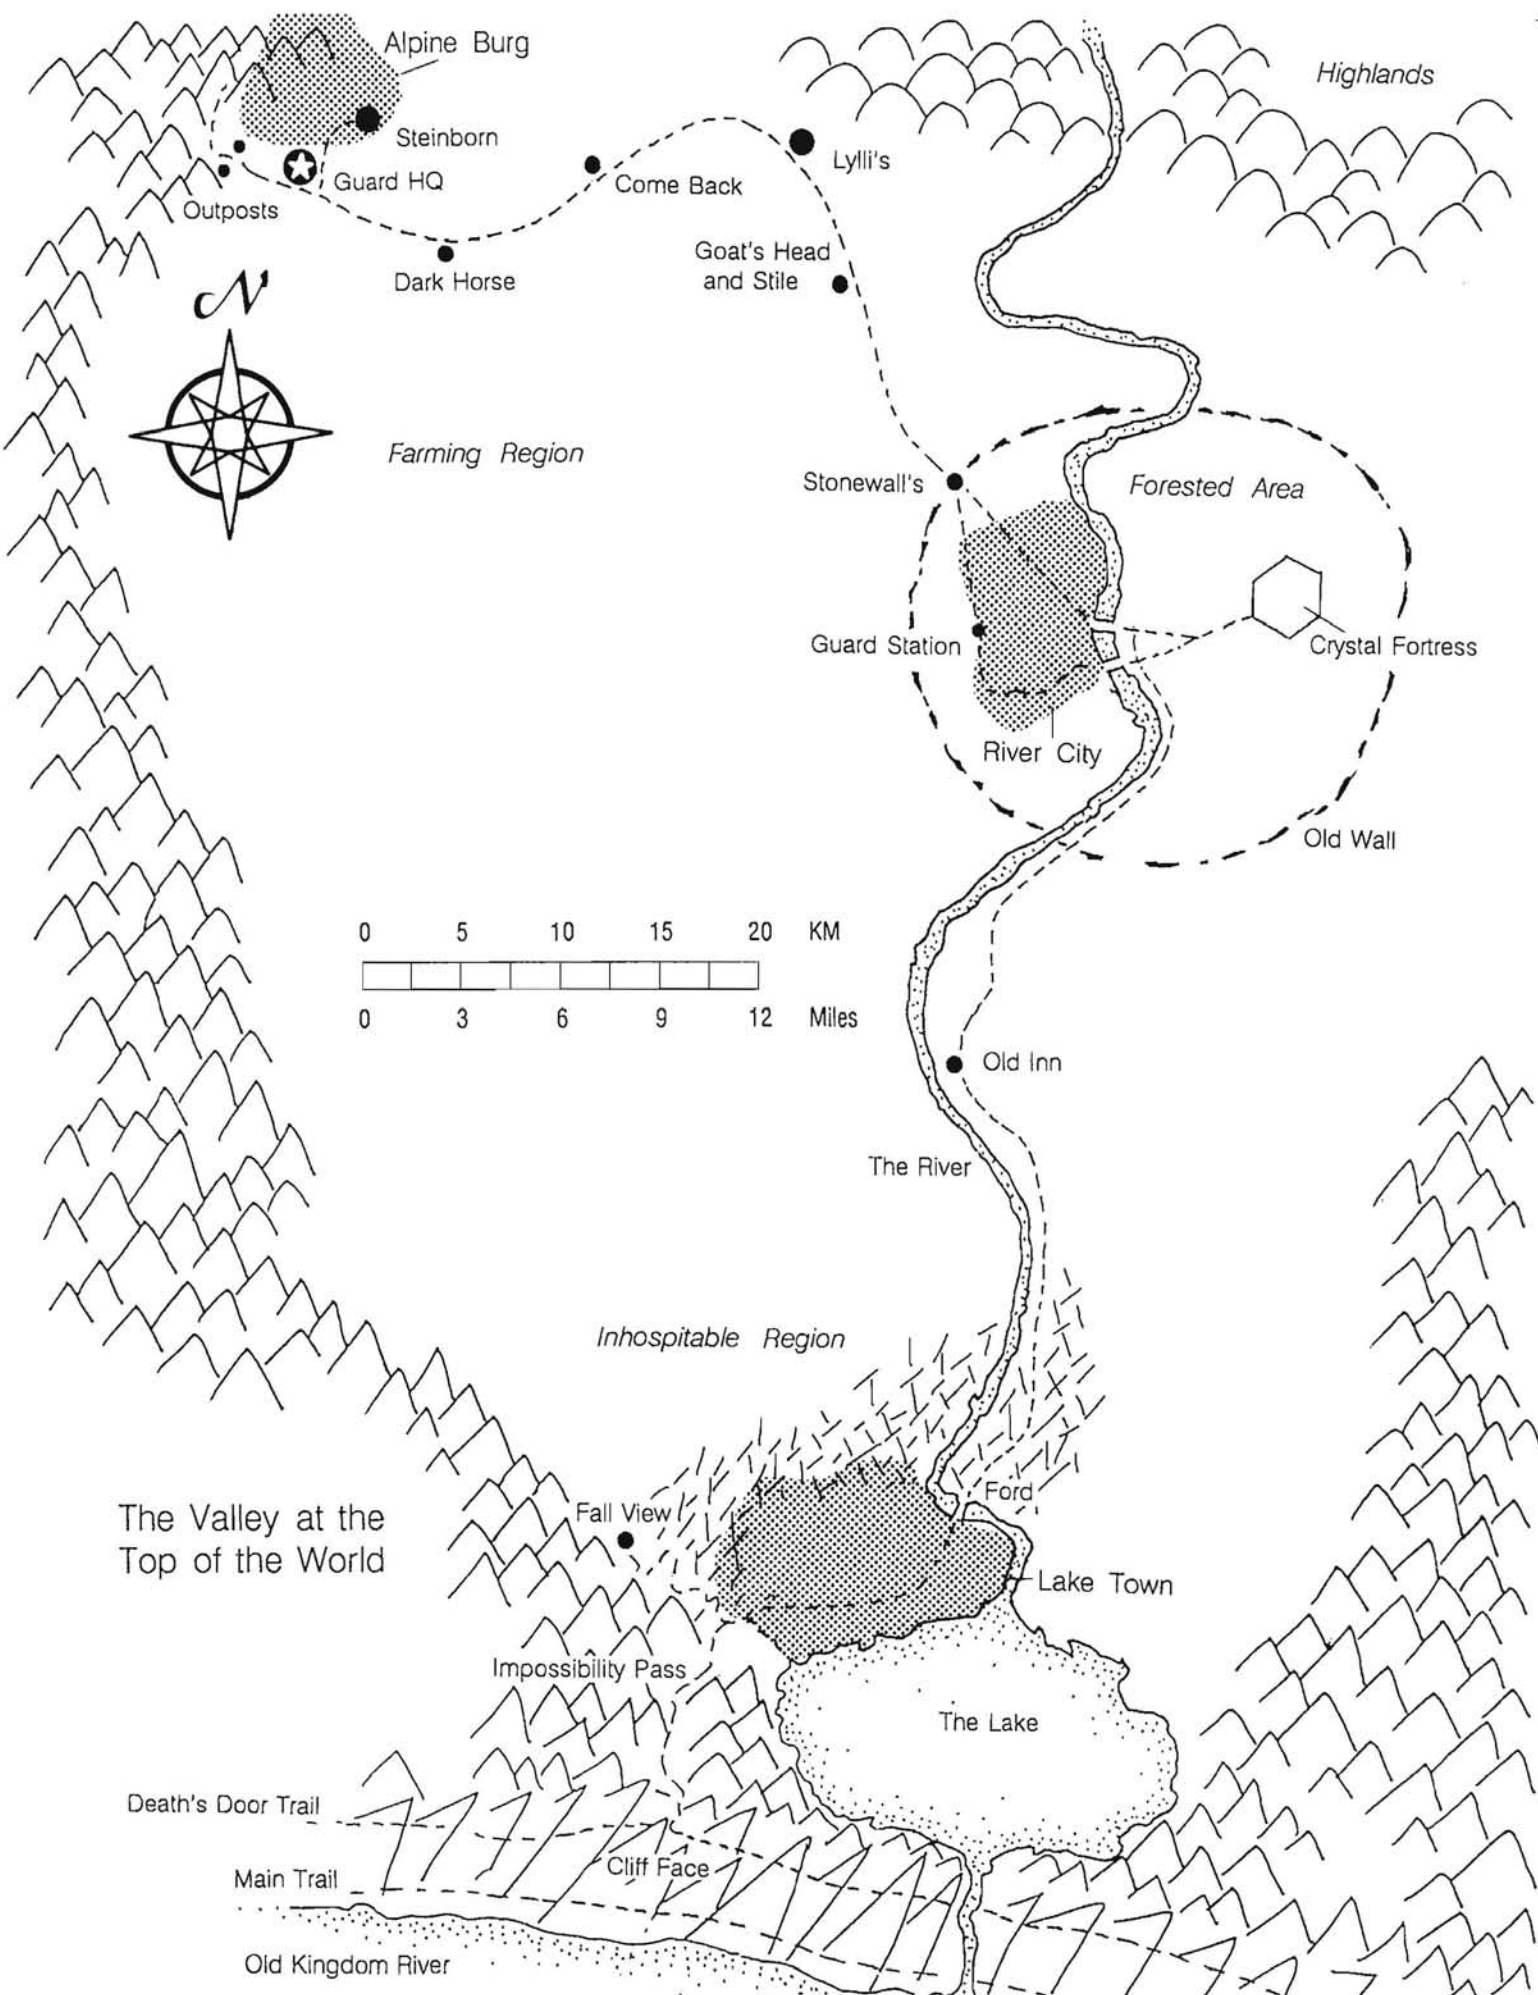 Alpine Burg
Highlands
Steinborn
Lylli's
Guard HQ
Come Back
Outposts
Goat's Head
and Stile
Dark Horse
N
Farming Region
Stonewall's
Forested Area
Guard Station
Crystal Fortress
River City
Old Wall
0 5 10 15 20 KM
0 3 6 9 12 Miles
Old Inn
The River
Inhospitable Region
Ford
Fall View
The Valley at the
Top of the World
Lake Town
Impossibility Pass
The Lake
Death's Door Trail
Cliff Face
Main Trail
Old Kingdom River